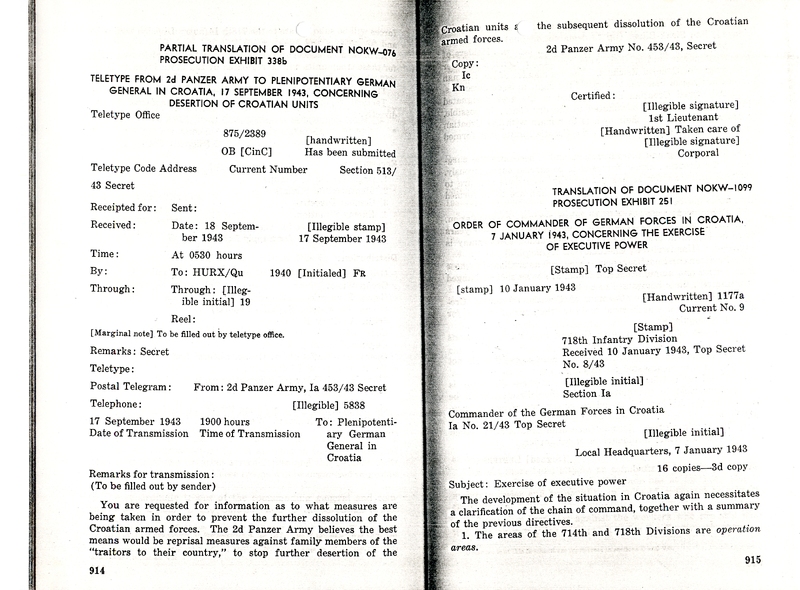 PARTIAL TRANSLATION OF DOCUMENT NOKW–076
PROSECUTION EXHIBIT 338b
TELETYPE FROM 2d PANZER ARMY TO PLENIPOTENTIARY GERMAN
GENERAL IN CROATIA, 17 SEPTEMBER 1943, CONCERNING
DESERTION OF CROATIAN UNITS
Teletype Office
875/2389 [handwritten]
OB [CinC] Has been submitted
Teletype Code Address Current Number Section 513/
43 Secret
Receipted for: Sent:
Received: Date: 18 Septem- [Illegible stamp]
ber 1943 17 September 1943
Time: At 0530 hours
By: To: HURX/Qu 1940 [Initialed] FR
Through: Through: [Illeg-
ible initial] 19
Reel:
[Marginal note] To be filled out by teletype office.
Remarks: Secret
Teletype:
Postal Telegram: From: 2d Panzer Army, Ia 453/43 Secret
Telephone: [Illegible] 5838
17 September 1943 1900 hours To: Plenipotenti-
Date of Transmission Time of Transmission ary German
General in
Croatia
Remarks for transmission:
(To be filled out by sender)
You are requested for information as to what measures are
being taken in order to prevent the further dissolution of the
Croatian armed forces. The 2d Panzer Army believes the best
means would be reprisal measures against family members of the
"traitors to their country," to stop further desertion of the
914
Croatian units the subsequent dissolution of the Croatian
armed forces.
2d Panzer Army No. 453/43, Secret
Copy:
Ic
Kn
Certified:
[Illegible signature]
1st Lieutenant
[Handwritten] Taken care of
[Illegible signature]
Corporal
TRANSLATION OF DOCUMENT NOKW–1099
PROSECUTION EXHIBIT 251
ORDER OF COMMANDER OF GERMAN FORCES IN CROATIA,
7 JANUARY 1943, CONCERNING THE EXERCISE
OF EXECUTIVE POWER
[Stamp] Top Secret
[stamp] 10 January 1943
[Handwritten] 1177a
Current No. 9
[Stamp]
718th Infantry Division
Received 10 January 1943, Top Secret
No. 8/43
[Illegible initial]
Section Ia
Commander of the German Forces in Croatia
Ia No. 21/43 Top Secret
[Illegible initial]
Local Headquarters, 7 January 1943
16 copies—3d copy
Subject: Exercise of executive power
The development of the situation in Croatia again necessitates
a clarification of the chain of command, together with a summary
of the previous directives.
1. The areas of the 714th and 718th Divisions are operation
areas.
915